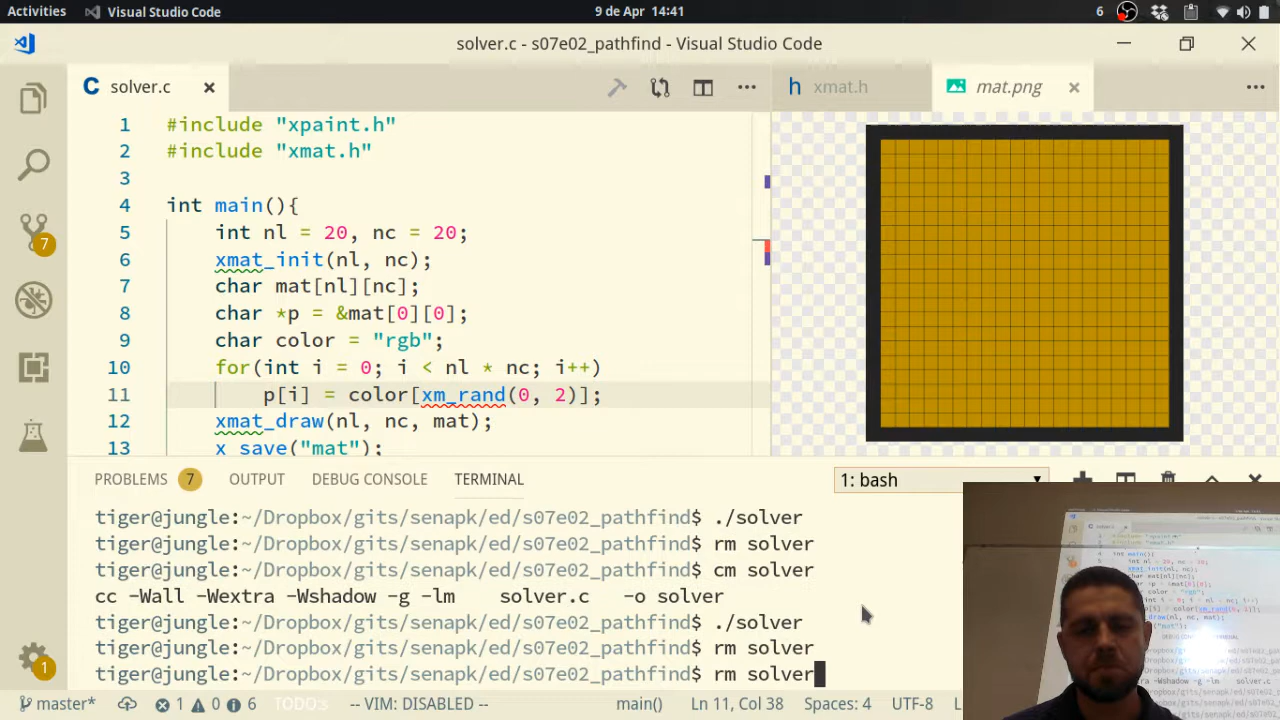 Activities Visual Studio Code 9 de Apr 14:41 6
solver.c - s07e02_pathfind - Visual Studio Code
C solver.c xmat.h mat.png
1 #include "xpaint.h"
2 #include "xmat.h"
3
4 int main(){
5 int nl = 20, nc = 20;
6 xmat_init(nl, nc);
7 char mat[nl][nc];
8 char *p = &mat[0][0];
9 char color = "rgb";
10 for(int i = 0; i < nl * nc; i++)
11 p[i] = color[xm_rand(0, 2)];
12 xmat_draw(nl, nc, mat);
13 x_save("mat");
7
PROBLEMS 7 OUTPUT DEBUG CONSOLE TERMINAL 1: bash
tiger@jungle:~/Dropbox/gits/senapk/ed/s07e02_pathfind$ ./solver
tiger@jungle:~/Dropbox/gits/senapk/ed/s07e02_pathfind$ rm solver
tiger@jungle:~/Dropbox/gits/senapk/ed/s07e02_pathfind$ cm solver
cc -Wall -Wextra -Wshadow -g -lm solver.c -o solver
tiger@jungle:~/Dropbox/gits/senapk/ed/s07e02_pathfind$ ./solver
tiger@jungle:~/Dropbox/gits/senapk/ed/s07e02_pathfind$ rm solver
tiger@jungle:~/Dropbox/gits/senapk/ed/s07e02_pathfind$ rm solver
1
master* 1 0 6 TODO: -- VIM: DISABLED -- main() Ln 11, Col 38 Spaces: 4 UTF-8